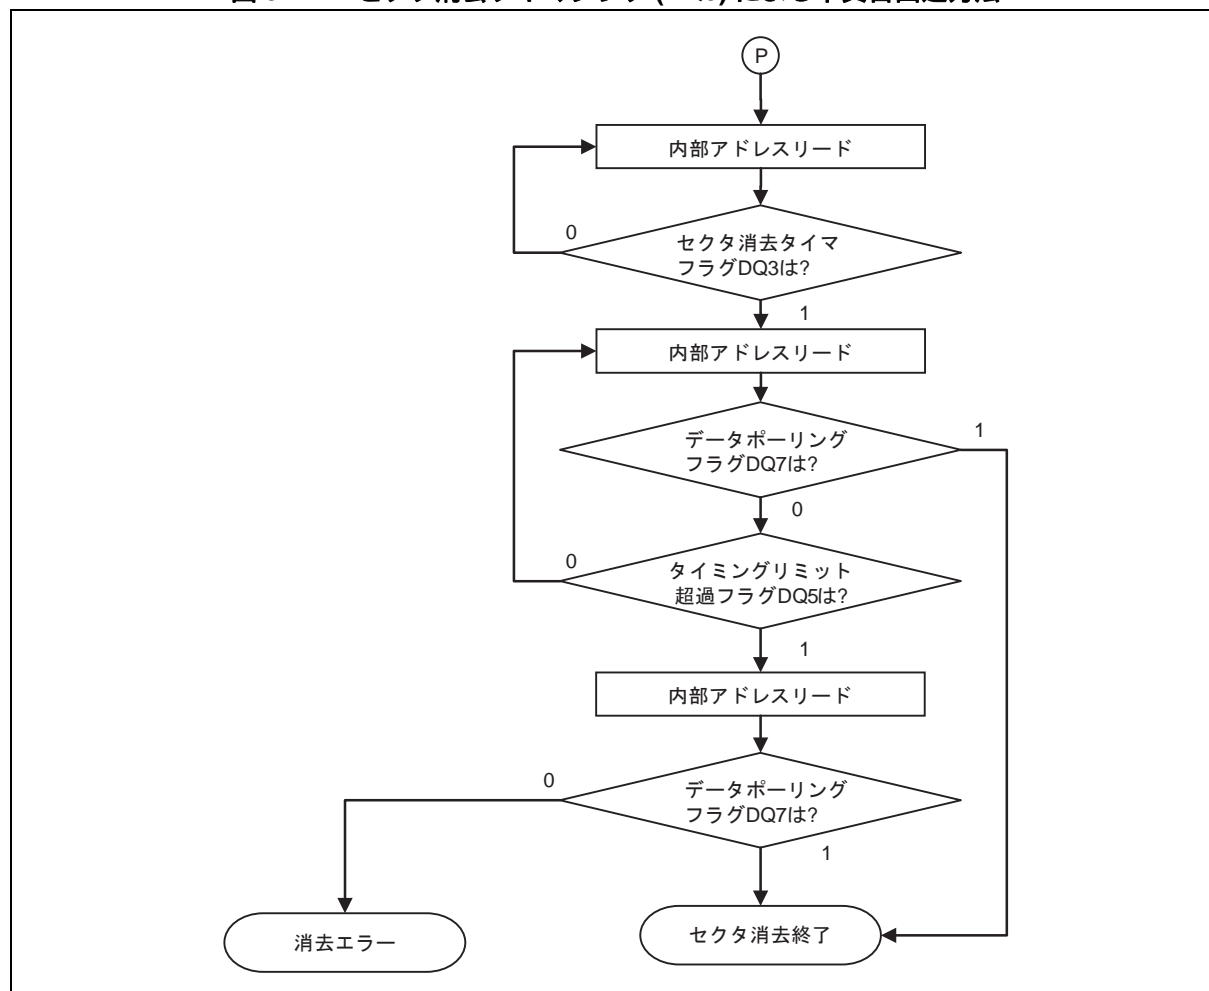 P
内部アドレスリード
0
セクタ消去タイマ
フラグDQ3は?
1
内部アドレスリード
データポーリング
フラグDQ7は?
1
0
0
タイミングリミット
超過フラグDQ5は?
1
内部アドレスリード
0
データポーリング
フラグDQ7は?
1
消去エラー
セクタ消去終了